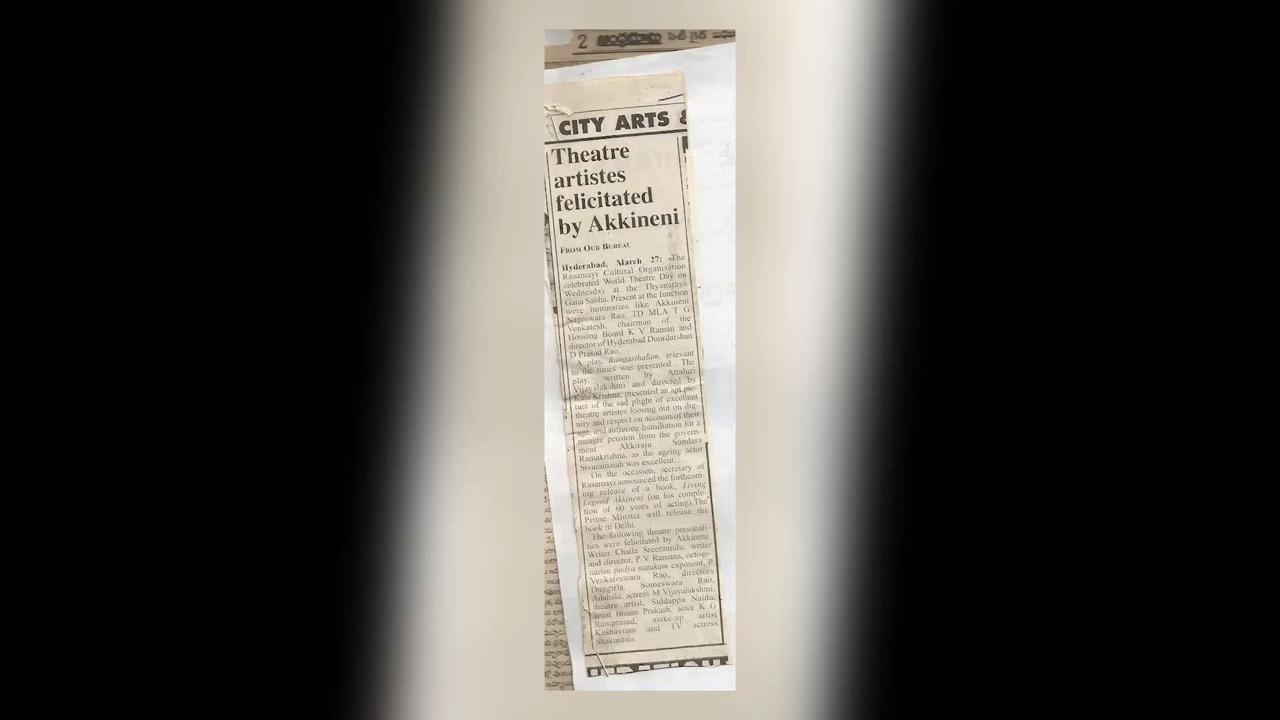 2
CITY ARTS &
Theatre
artistes
felicitated
by Akkineni
FROM OUR BUREAU
Hyderabad, March 27: The
Rasamayi Cultural Organisation
celebrated World Theatre Day on
Wednesday at the Thyagaraya
Gana Sabha. Present at the function
were luminaries like Akkineni
Nageswara Rao, TD MLA T G
Venkatesh, chairman of the
Housing Board K V Raman and
director of Hyderabad Doordarshan
D Prasad Rao.
A play, Rangasthalam, relevant
to the times was presented. The
play, written by Attaluri
Vijayalakshmi and directed by
Kala Krishna, presented an apt pic-
ture of the sad plight of excellent
theatre artistes loosing out on dig-
nity and respect on account of their
age, and suffering humiliation for a
meagre pension from the govern-
ment. Akkiraju Sundara
Ramakrishna, as the ageing actor
Sivaramaiah was excellent.
On the occasion, secretary of
Rasamayi announced the forthcom-
ing release of a book, Living
Legend Akkineni (on his comple-
tion of 60 years of acting).The
Prime Minster will release the
book in Delhi.
The following theatre personali-
ties were felicitated by Akkineni.
Writer Chatla Sreeramulu, writer
and director, P V Ramana, octoge-
narian padya natakam exponent, P
Venkateswara Rao, directors
Duggirla Someswara Rao,
Adabala, actress M Vijayalakshmi,
theatre artist, Siddappa Naidu,
artist Bhanu Prakash, actor K G
Ramprasad, make-up artist
Keshavram and TV actress
Shakuntala.